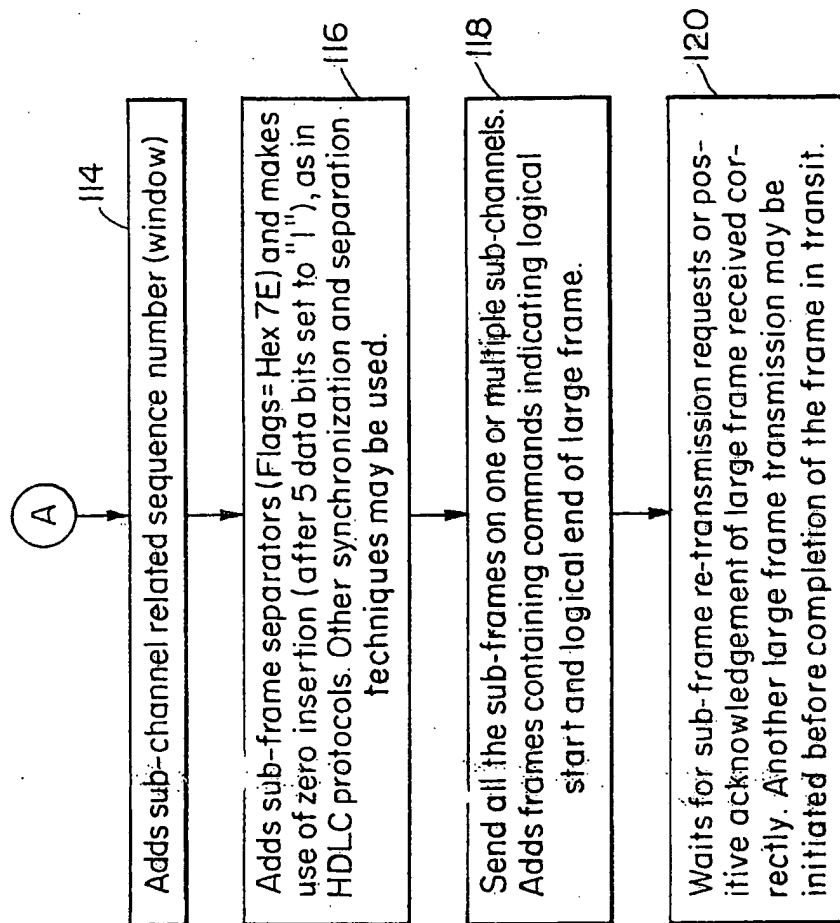 A
114
Adds sub-channel related sequence number (window)
116
Adds sub-frame separators (Flags=Hex 7E) and makes
use of zero insertion (after 5 data bits set to "1"), as in
HDLC protocols. Other synchronization and separation
techniques may be used.
118
Send all the sub-frames on one or multiple sub-channels.
Adds frames containing commands indicating logical
start and logical end of large frame.
120
Waits for sub-frame re-transmission requests or pos-
itive acknowledgement of large frame received cor-
rectly. Another large frame transmission may be
initiated before completion of the frame in transit.